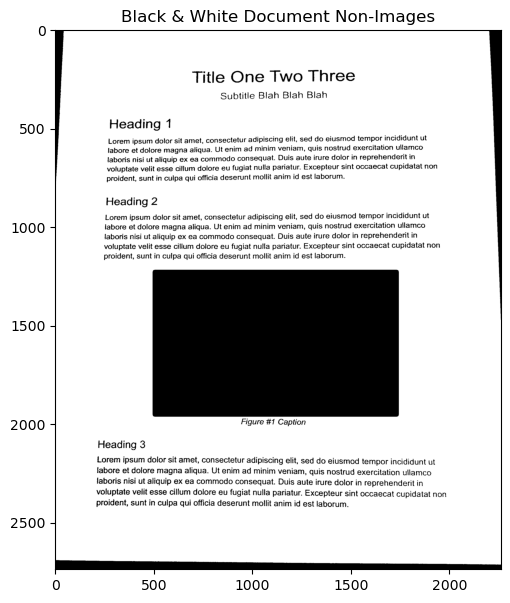 Black & White Document Non-Images
Title One Two Three
Subtitle Blah Blah Blah
Heading 1
Lorem ipsum dolor sit amet, consectetur adipiscing elit, sed do eiusmod tempor incididunt ut
labore et dolore magna aliqua. Ut enim ad minim veniam, quis nostrud exercitation ullamco
laboris nisi ut aliquip ex ea commodo consequat. Duis aute irure dolor in reprehenderit in
voluptate velit esse cillum dolore eu fugiat nulla pariatur. Excepteur sint occaecat cupidatat non
proident, sunt in culpa qui officia deserunt mollit anim id est laborum.
Heading 2
Lorem ipsum dolor sit amet, consectetur adipiscing elit, sed do eiusmod tempor incididunt ut
labore et dolore magna aliqua. Ut enim ad minim veniam, quis nostrud exercitation ullamco
laboris nisi ut aliquip ex ea commodo consequat. Duis aute irure dolor in reprehenderit in
voluptate velit esse cillum dolore eu fugiat nulla pariatur. Excepteur sint occaecat cupidatat non
proident, sunt in culpa qui officia deserunt mollit anim id est laborum.
Figure #1 Caption
Heading 3
Lorem ipsum dolor sit amet, consectetur adipiscing elit, sed do eiusmod tempor incididunt ut
labore et dolore magna aliqua. Ut enim ad minim veniam, quis nostrud exercitation ullamco
laboris nisi ut aliquip ex ea commodo consequat. Duis aute irure dolor in reprehenderit in
voluptate velit esse cillum dolore eu fugiat nulla pariatur. Excepteur sint occaecat cupidatat non
proident, sunt in culpa qui officia deserunt mollit anim id est laborum.
0
500
1000
1500
2000
2500
0
500
1000
1500
2000